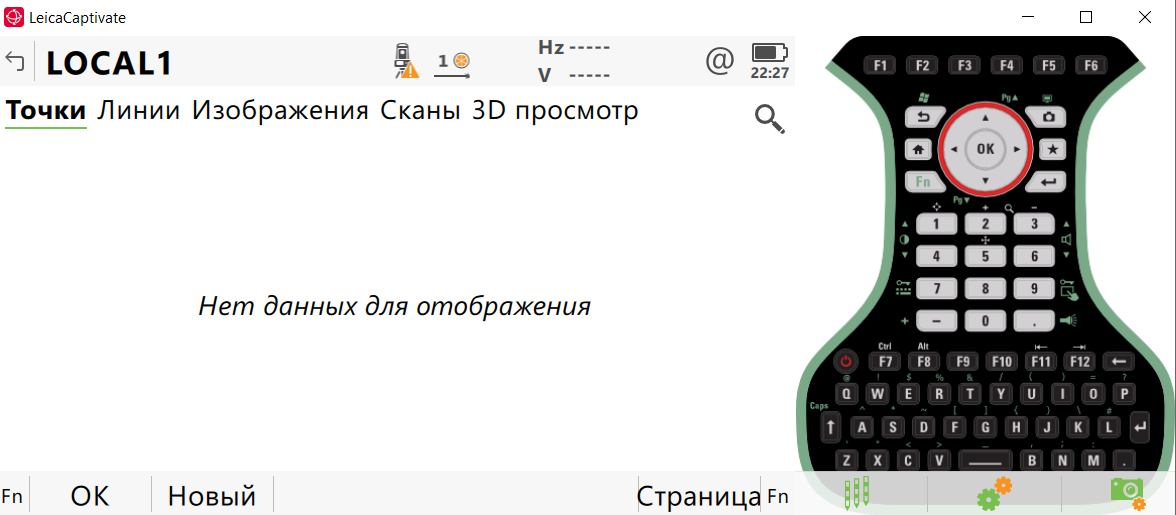 LeicaCaptivate
LOCAL1
1
Hz -----
V -----
@
22:27
Точки Линии Изображения Сканы 3D просмотр
Нет данных для отображения
Fn OK Новый Страница Fn
F1 F2 F3 F4 F5 F6
Pg▲
OK
Fn
Pg▼
+ -
1 2 3
4 5 6
7 8 9
+ - 0 .
Ctrl Alt
F7 F8 F9 F10 F11 F12
@ ! $ % & / ( ) = ?
Q W E R T Y U I O P
Caps ^ * ~ [ ] { } \ #
A S D F G H J K L
' " < > _ , ; :
Z X C V B N M .